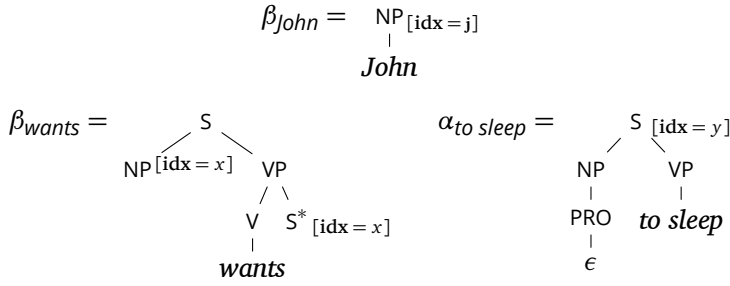 β_John = NP [idx = j]
John
β_wants = S α_to sleep = S [idx = y]
NP [idx = x] VP NP VP
V S* [idx = x] PRO to sleep
wants ϵ